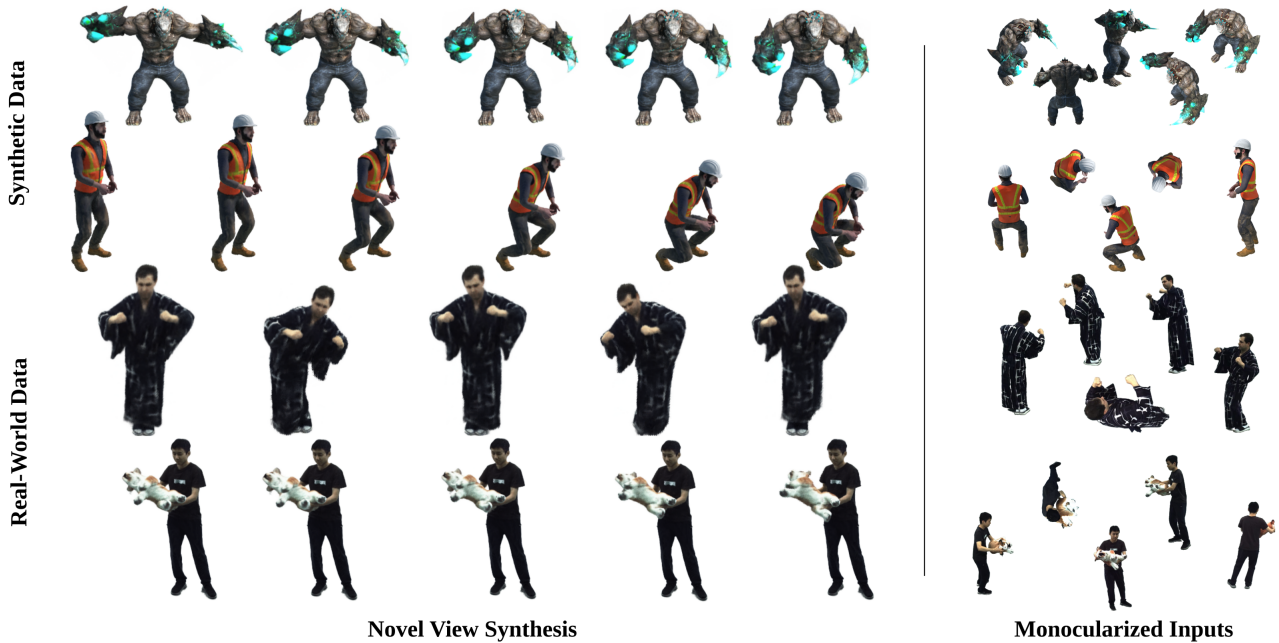 Synthetic Data
Real-World Data
Novel View Synthesis
Monocularized Inputs